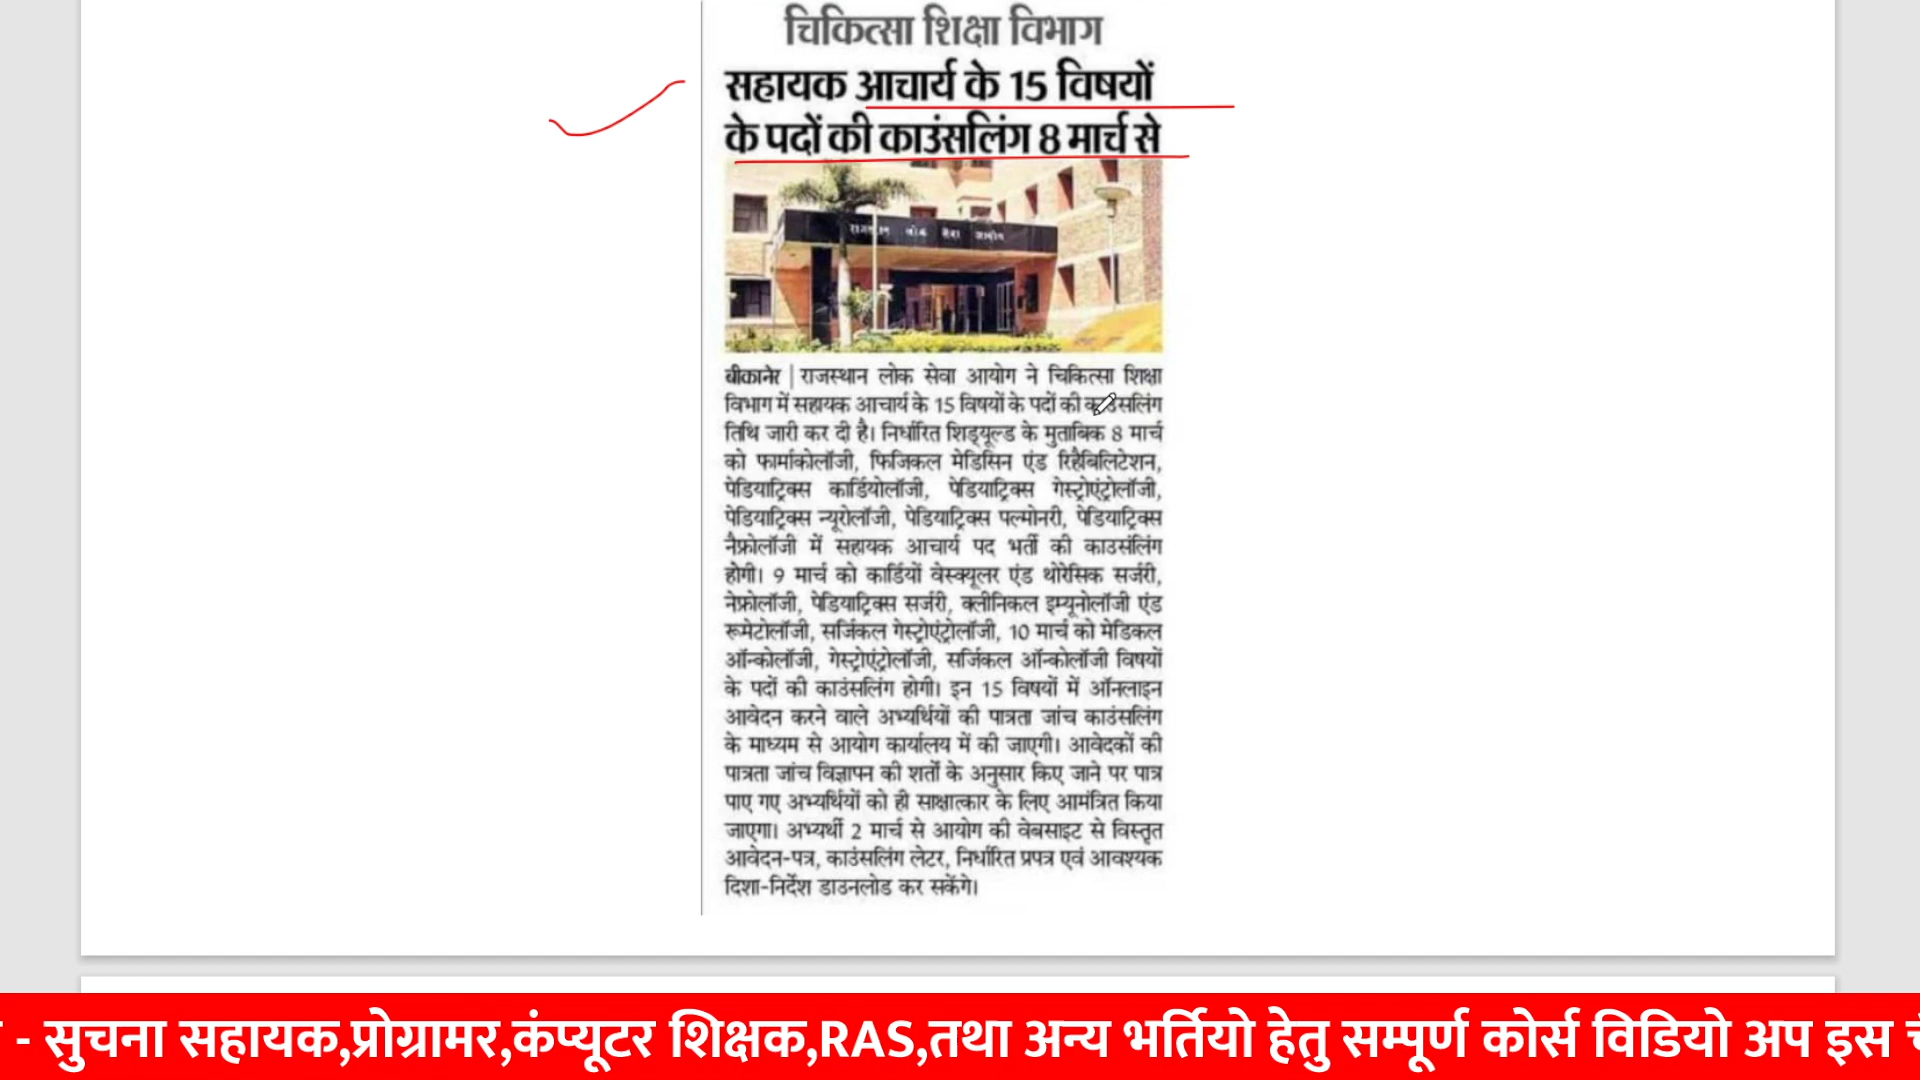 चिकित्सा शिक्षा विभाग
सहायक आचार्य के 15 विषयों
के पदों की काउंसलिंग 8 मार्च से
राजस्थान लोक सेवा आयोग
बीकानेर | राजस्थान लोक सेवा आयोग ने चिकित्सा शिक्षा
विभाग में सहायक आचार्य के 15 विषयों के पदों की काउंसलिंग
तिथि जारी कर दी है। निर्धारित शिड्यूल्ड के मुताबिक 8 मार्च
को फार्माकोलॉजी, फिजिकल मेडिसिन एंड रिहैबिलिटेशन,
पेडियाट्रिक्स कार्डियोलॉजी, पेडियाट्रिक्स गेस्ट्रोएंट्रोलॉजी,
पेडियाट्रिक्स न्यूरोलॉजी, पेडियाट्रिक्स पल्मोनरी, पेडियाट्रिक्स
नैफ्रोलॉजी में सहायक आचार्य पद भर्ती की काउसंलिंग
होगी। 9 मार्च को कार्डियों वेस्क्यूलर एंड थोरेसिक सर्जरी,
नेफ्रोलॉजी, पेडियाट्रिक्स सर्जरी, क्लीनिकल इम्यूनोलॉजी एंड
रूमेटोलॉजी, सर्जिकल गेस्ट्रोएंट्रोलॉजी, 10 मार्च को मेडिकल
ऑन्कोलॉजी, गेस्ट्रोएंट्रोलॉजी, सर्जिकल ऑन्कोलॉजी विषयों
के पदों की काउंसलिंग होगी। इन 15 विषयों में ऑनलाइन
आवेदन करने वाले अभ्यर्थियों की पात्रता जांच काउंसलिंग
के माध्यम से आयोग कार्यालय में की जाएगी। आवेदकों की
पात्रता जांच विज्ञापन की शर्तों के अनुसार किए जाने पर पात्र
पाए गए अभ्यर्थियों को ही साक्षात्कार के लिए आमंत्रित किया
जाएगा। अभ्यर्थी 2 मार्च से आयोग की वेबसाइट से विस्तृत
आवेदन-पत्र, काउंसलिंग लेटर, निर्धारित प्रपत्र एवं आवश्यक
दिशा-निर्देश डाउनलोड कर सकेंगे।
- सुचना सहायक,प्रोग्रामर,कंप्यूटर शिक्षक,RAS,तथा अन्य भर्तियो हेतु सम्पूर्ण कोर्स विडियो अप इस